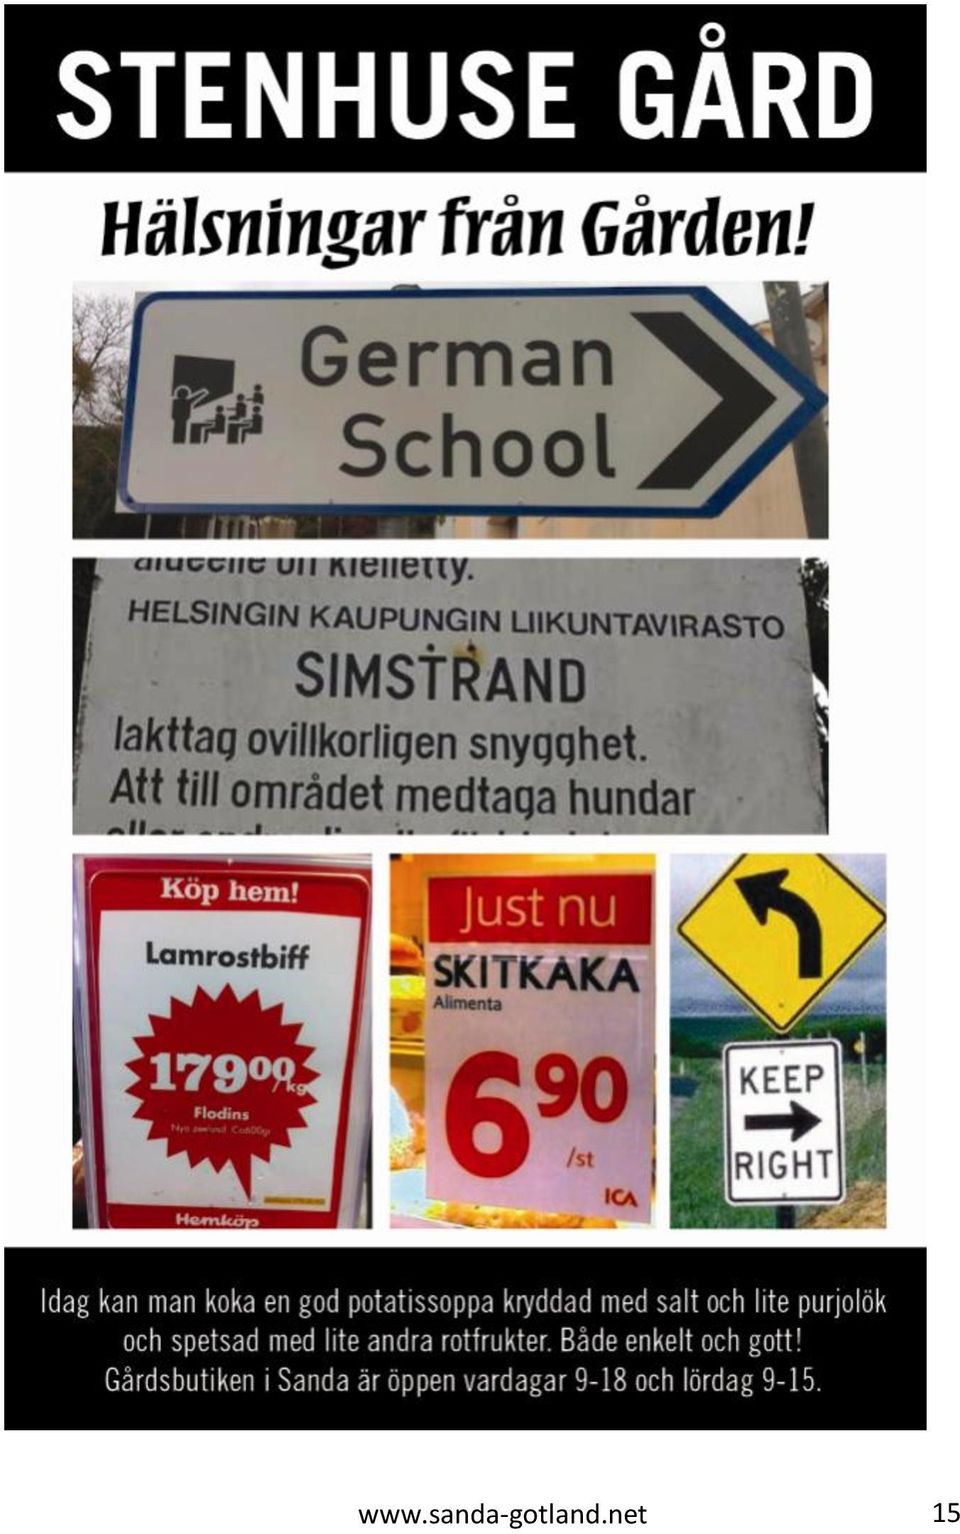 STENHUSE GÅRD
Hälsningar från Gården!
German
School
HELSINGIN KAUPUNGIN LIIKUNTAVIRASTO
SIMSTRAND
Iakttag ovillkorligen snygghet.
Att till området medtaga hundar
Köp hem!
Lamrostbiff
17900/kg
Flodins
Hemköp
Just nu
SKITKAKA
Alimenta
690
/st
ICA
KEEP
RIGHT
Idag kan man koka en god potatissoppa kryddad med salt och lite purjolök
och spetsad med lite andra rotfrukter. Både enkelt och gott!
Gårdsbutiken i Sanda är öppen vardagar 9-18 och lördag 9-15.
www.sanda-gotland.net 15